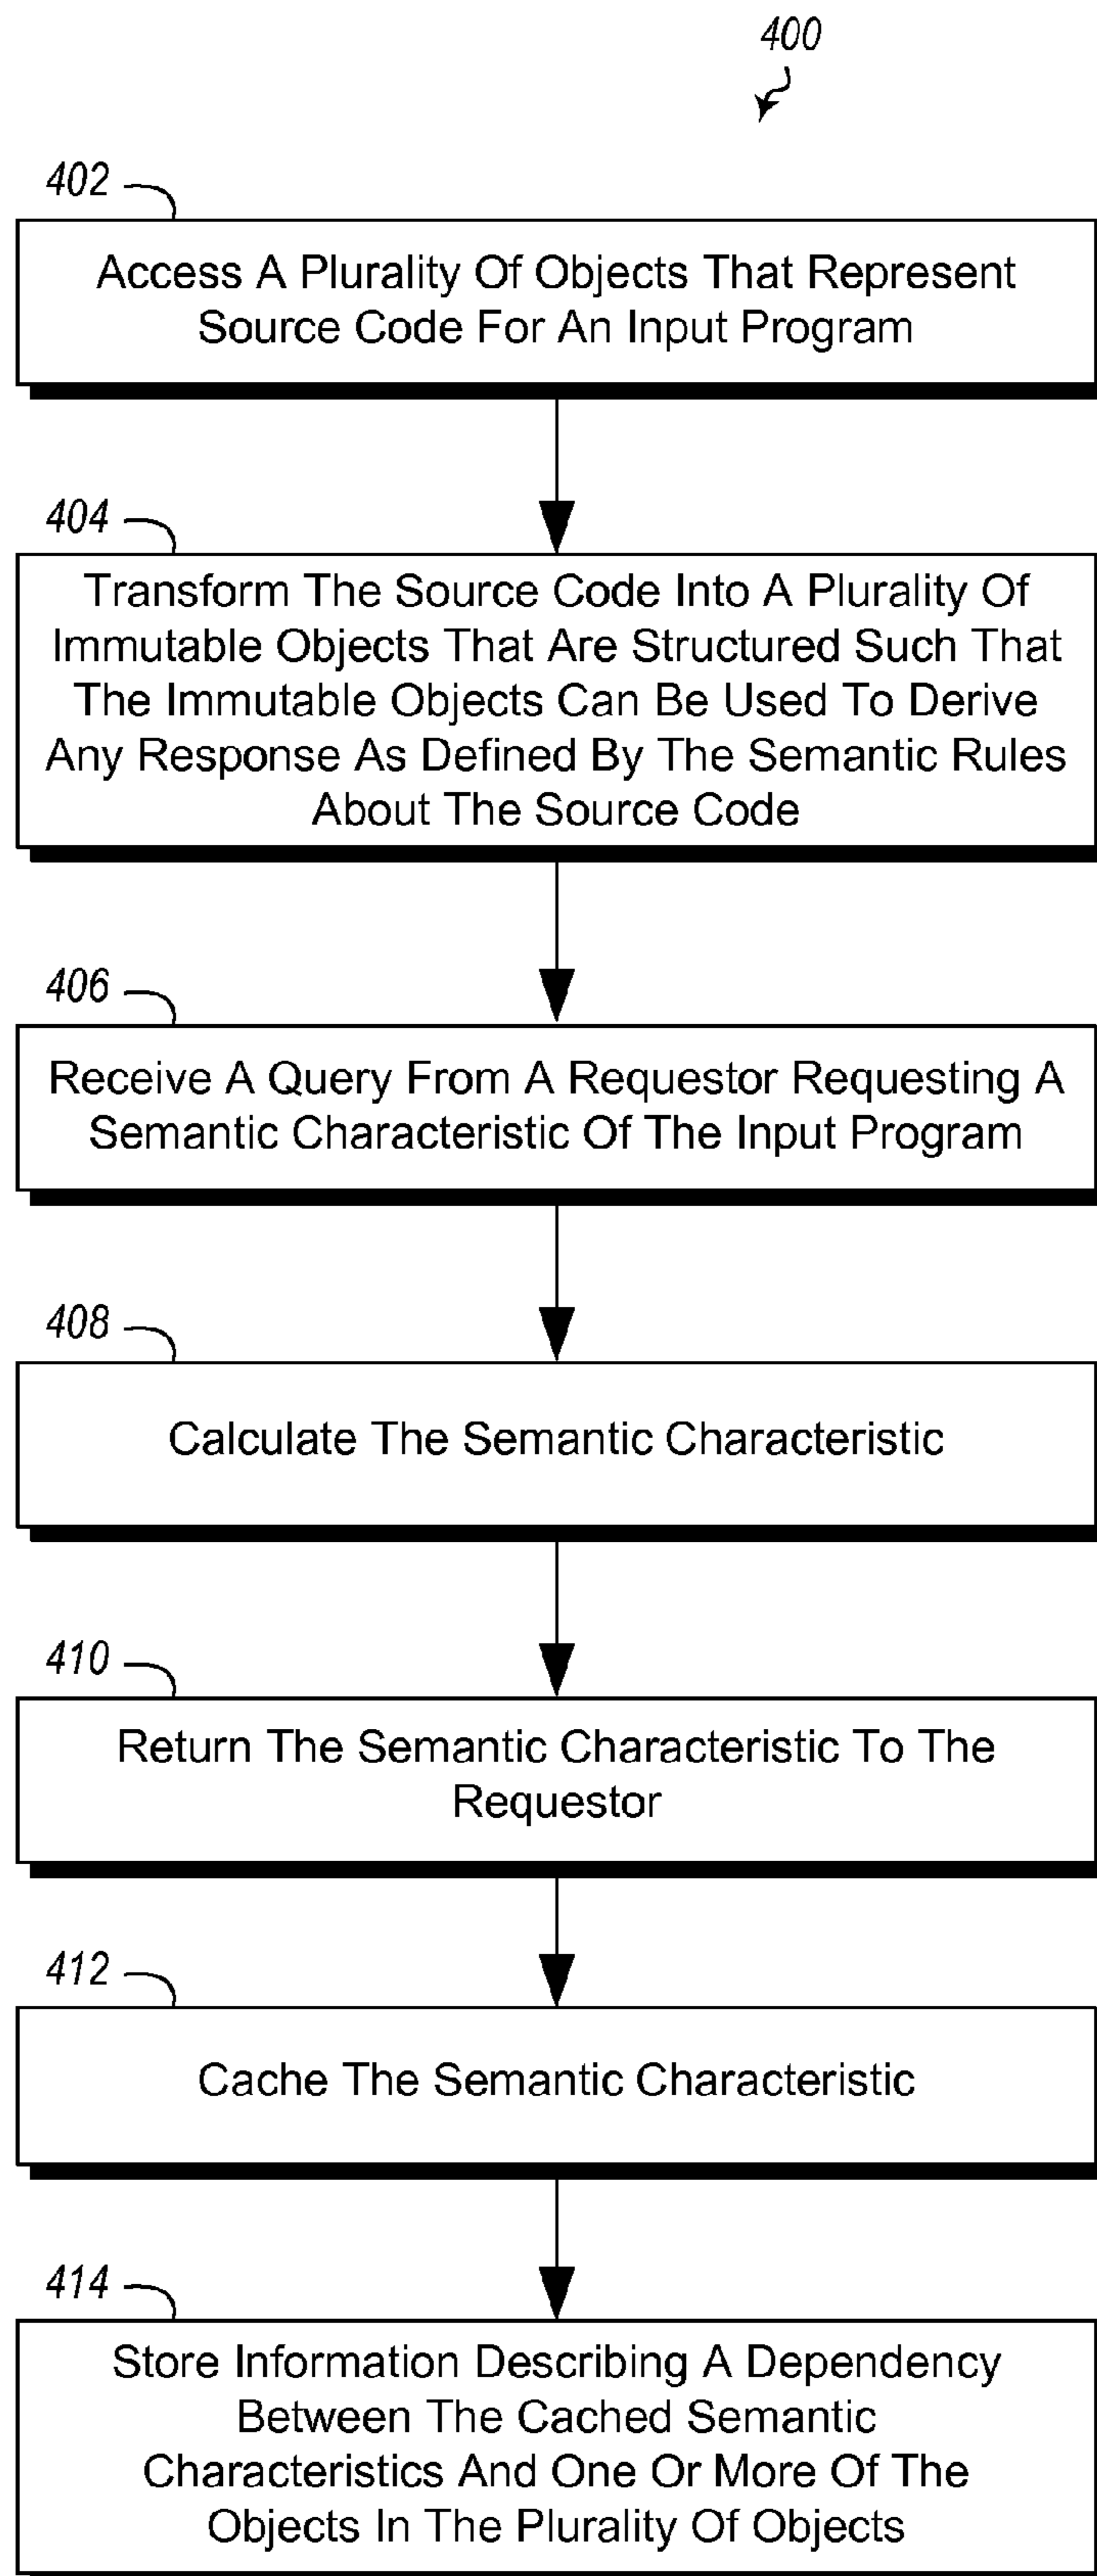 400
402
Access A Plurality Of Objects That Represent
Source Code For An Input Program
404
Transform The Source Code Into A Plurality Of
Immutable Objects That Are Structured Such That
The Immutable Objects Can Be Used To Derive
Any Response As Defined By The Semantic Rules
About The Source Code
406
Receive A Query From A Requestor Requesting A
Semantic Characteristic Of The Input Program
408
Calculate The Semantic Characteristic
410
Return The Semantic Characteristic To The
Requestor
412
Cache The Semantic Characteristic
414
Store Information Describing A Dependency
Between The Cached Semantic
Characteristics And One Or More Of The
Objects In The Plurality Of Objects